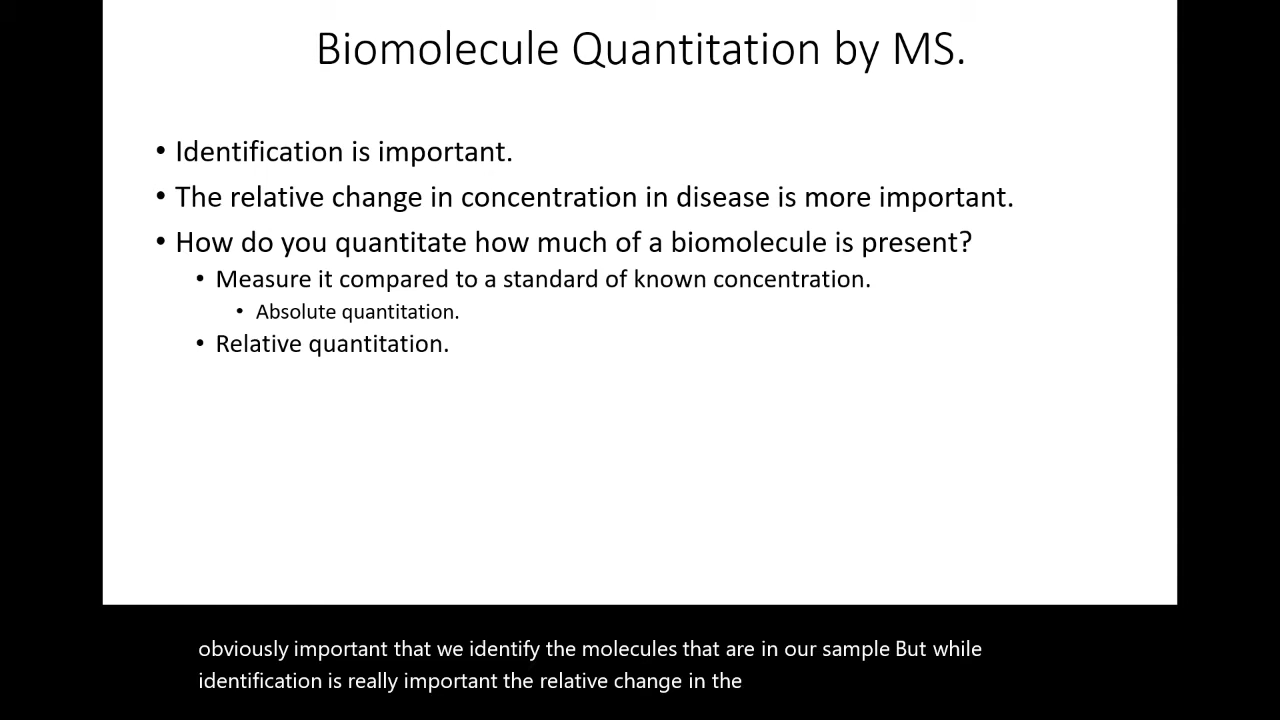 Biomolecule Quantitation by MS.
• Identification is important.
• The relative change in concentration in disease is more important.
• How do you quantitate how much of a biomolecule is present?
• Measure it compared to a standard of known concentration.
• Absolute quantitation.
• Relative quantitation.
obviously important that we identify the molecules that are in our sample But while
identification is really important the relative change in the